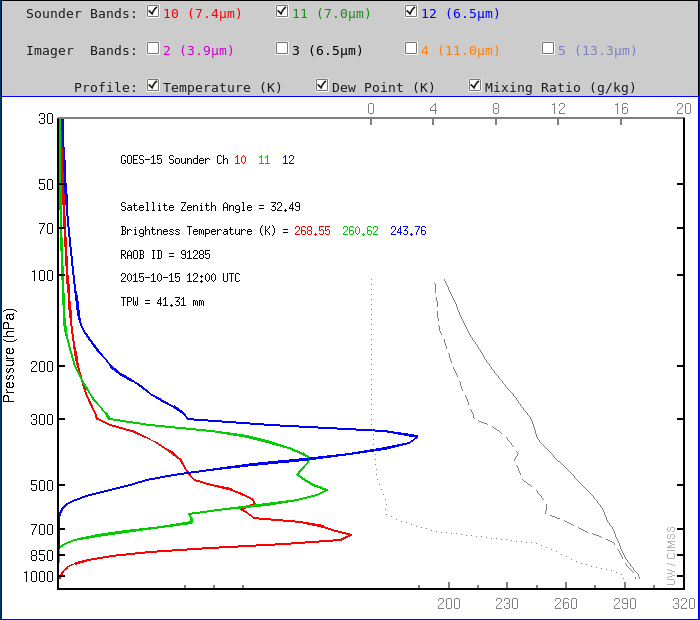 Sounder Bands: 10 (7.4µm) 11 (7.0µm) 12 (6.5µm)
Imager Bands: 2 (3.9µm) 3 (6.5µm) 4 (11.0µm) 5 (13.3µm)
Profile: Temperature (K) Dew Point (K) Mixing Ratio (g/kg)
0 4 8 12 16 20
30
GOES-15 Sounder Ch 10 11 12
50
Satellite Zenith Angle = 32.49
70
Brightness Temperature (K) = 268.55 260.62 243.76
RAOB ID = 91285
100
2015-10-15 12:00 UTC
TPW = 41.31 mm
Pressure (hPa)
200
300
500
700
850
1000
UW / CIMSS
200 230 260 290 320